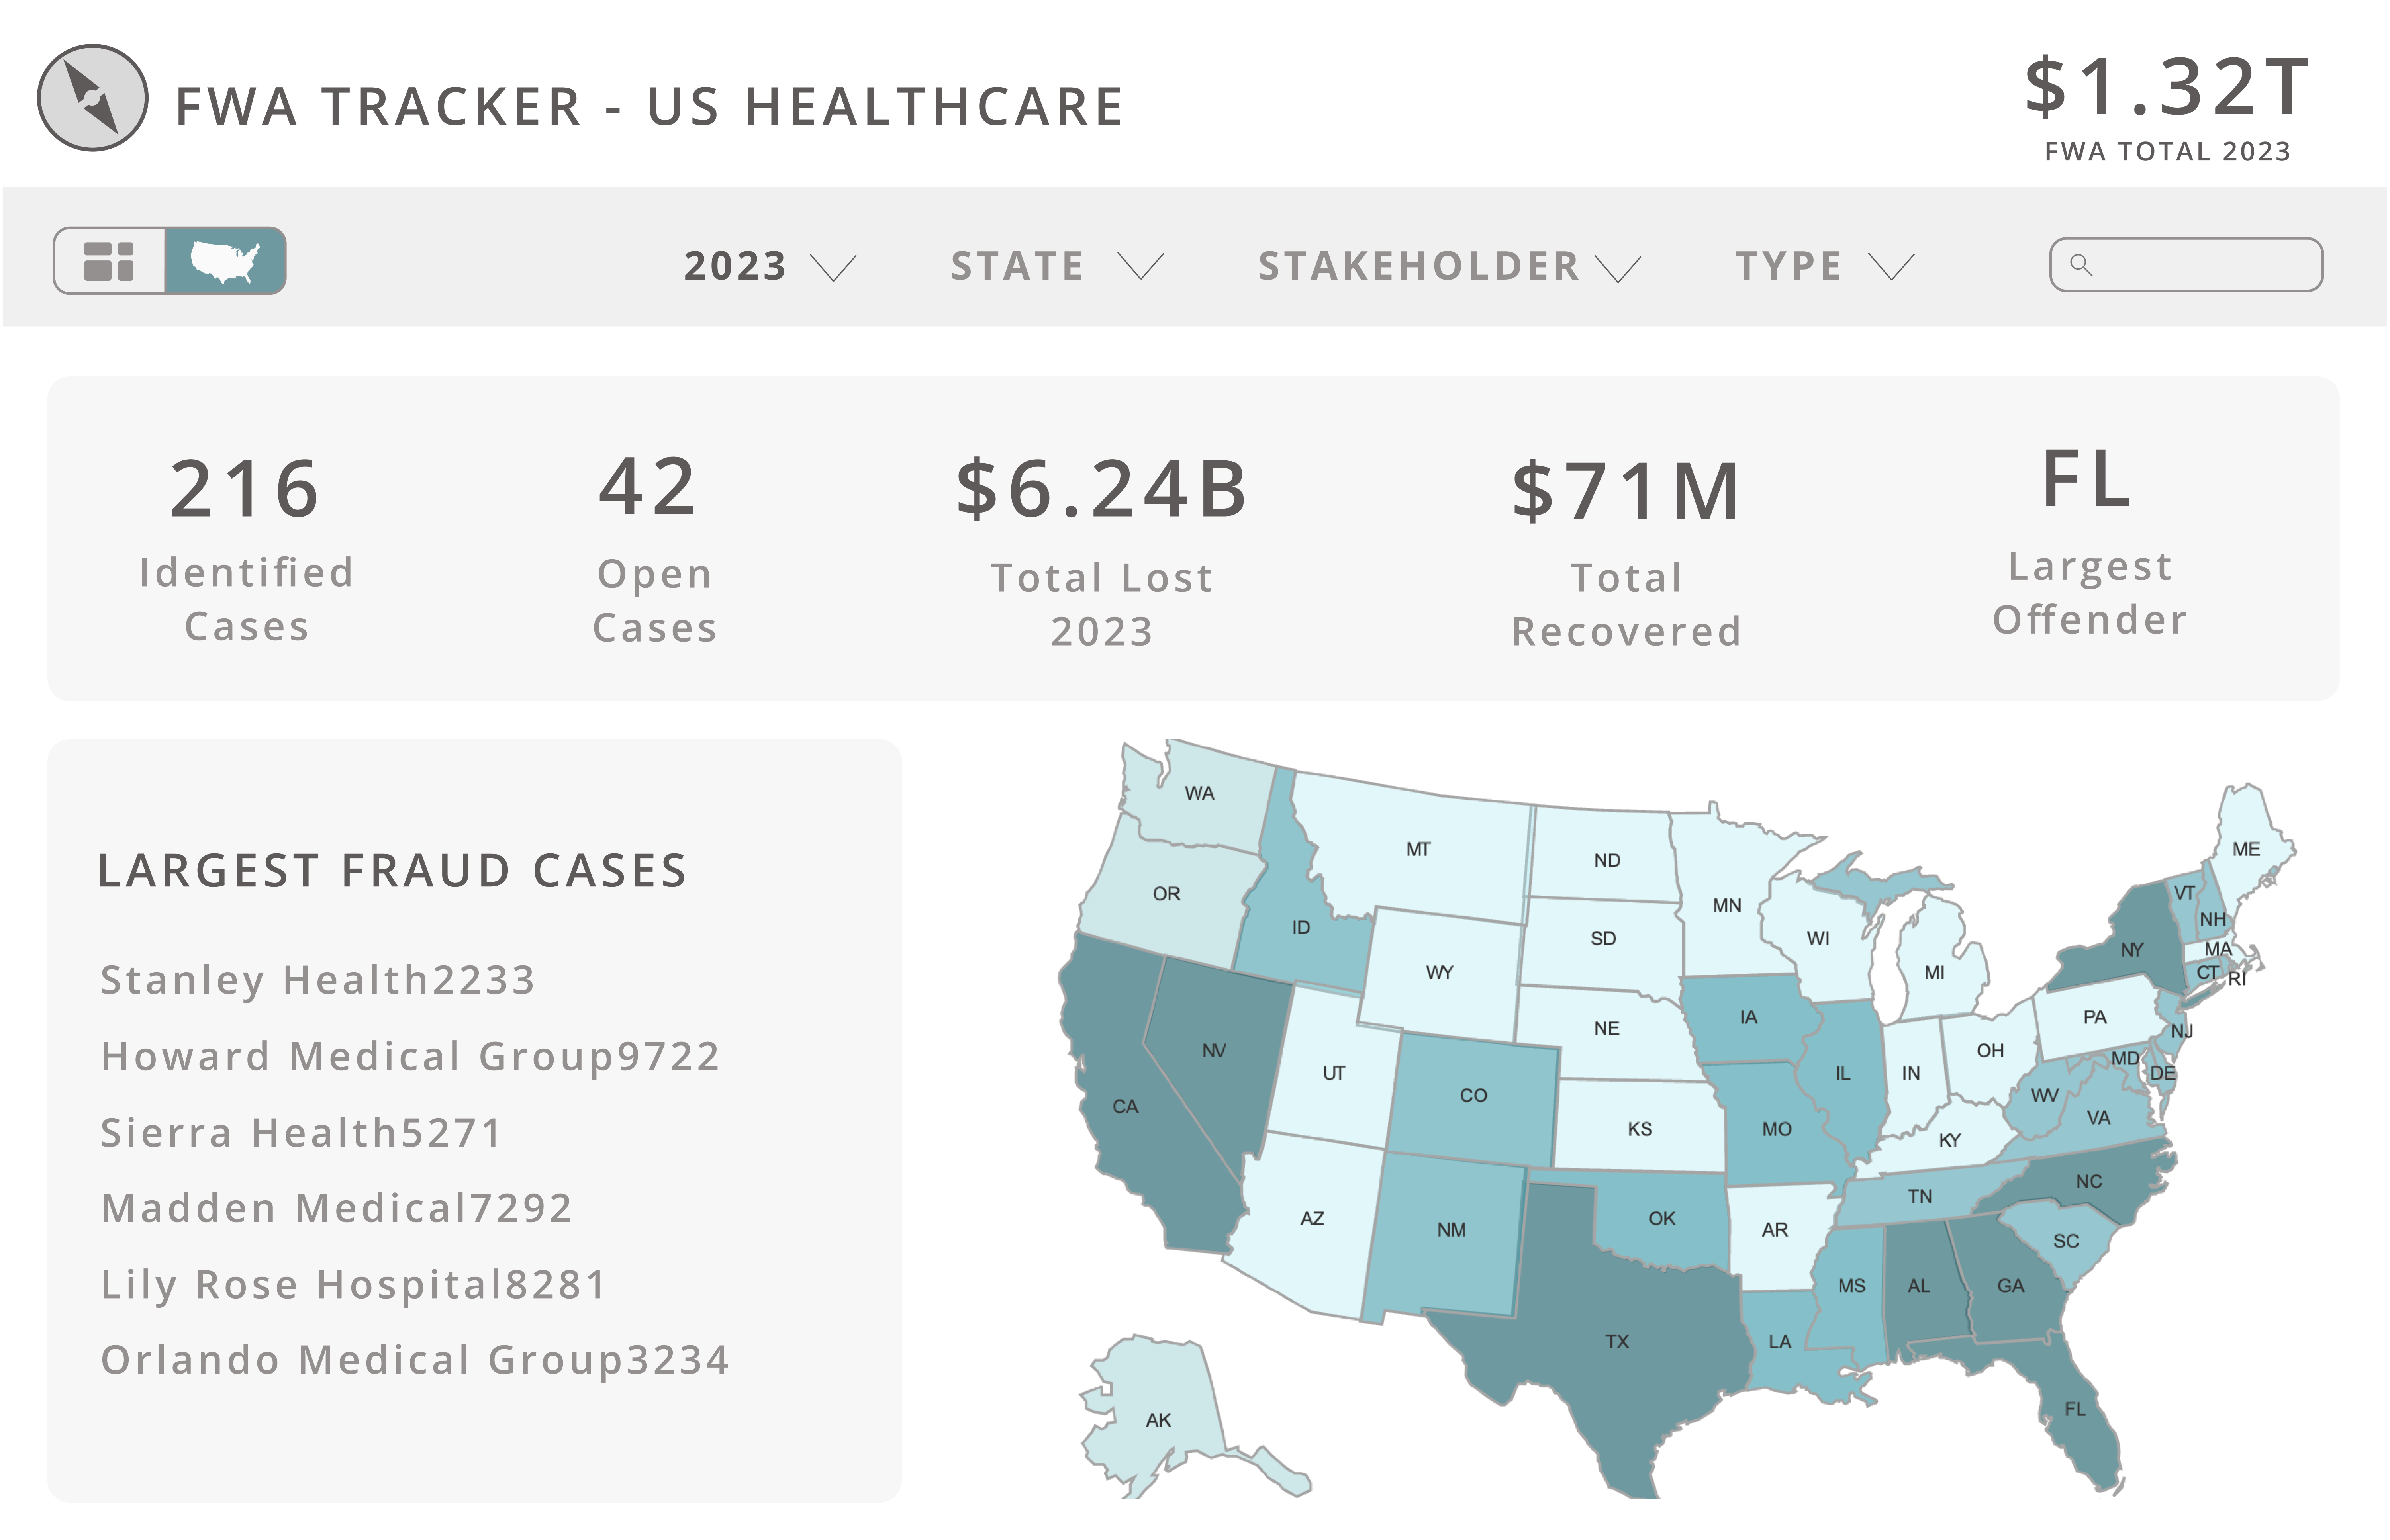 FWA TRACKER - US HEALTHCARE
$1.32T
FWA TOTAL 2023
2023
STATE
STAKEHOLDER
TYPE
216
Identified
Cases
42
Open
Cases
$6.24B
Total Lost
2023
$71M
Total
Recovered
FL
Largest
Offender
LARGEST FRAUD CASES
Stanley Health2233
Howard Medical Group9722
Sierra Health5271
Madden Medical7292
Lily Rose Hospital8281
Orlando Medical Group3234
WA
MT
ND
ME
OR
ID
MN
VT
NH
SD
WI
NY
MA
WY
MI
CT
RI
IA
NE
PA
NJ
NV
UT
OH
MD
CO
IL
IN
DE
CA
WV
KS
MO
KY
VA
NC
TN
AZ
NM
OK
AR
SC
MS
AL
GA
TX
LA
FL
AK